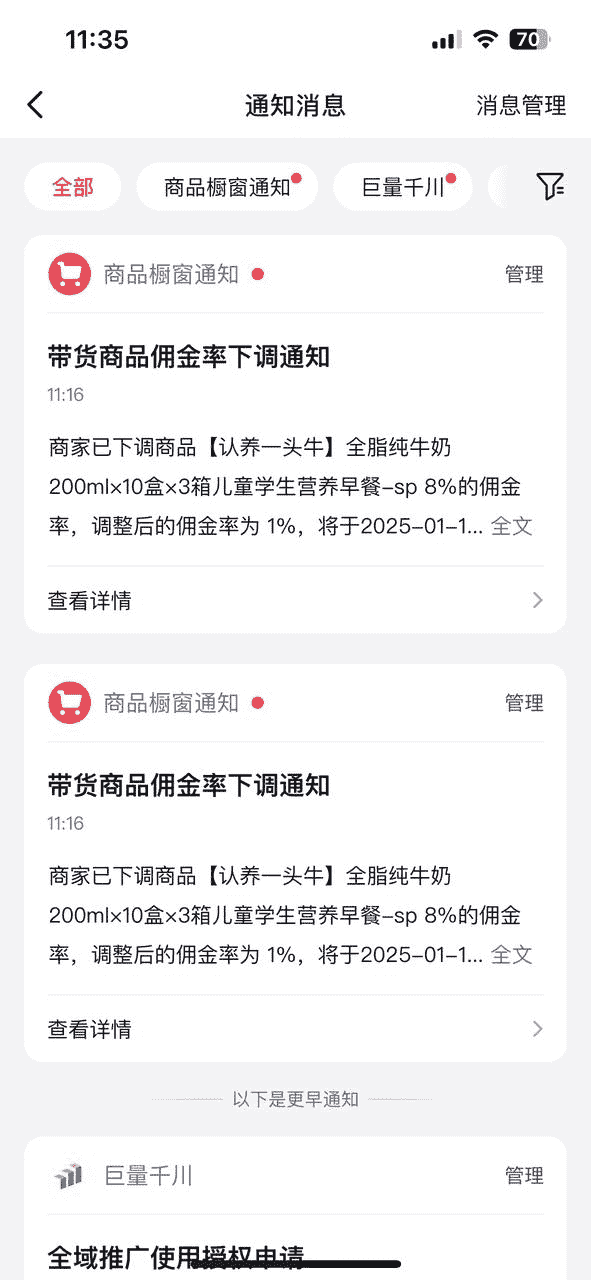 11:35
70
通知消息
消息管理
全部
商品橱窗通知
巨量千川
商品橱窗通知
管理
带货商品佣金率下调通知
11:16
商家已下调商品【认养一头牛】全脂纯牛奶
200ml×10盒×3箱儿童学生营养早餐-sp 8%的佣金
率，调整后的佣金率为 1%，将于2025-01-1... 全文
查看详情
商品橱窗通知
管理
带货商品佣金率下调通知
11:16
商家已下调商品【认养一头牛】全脂纯牛奶
200ml×10盒×3箱儿童学生营养早餐-sp 8%的佣金
率，调整后的佣金率为 1%，将于2025-01-1... 全文
查看详情
以下是更早通知
巨量千川
管理
全域推广使用授权申请